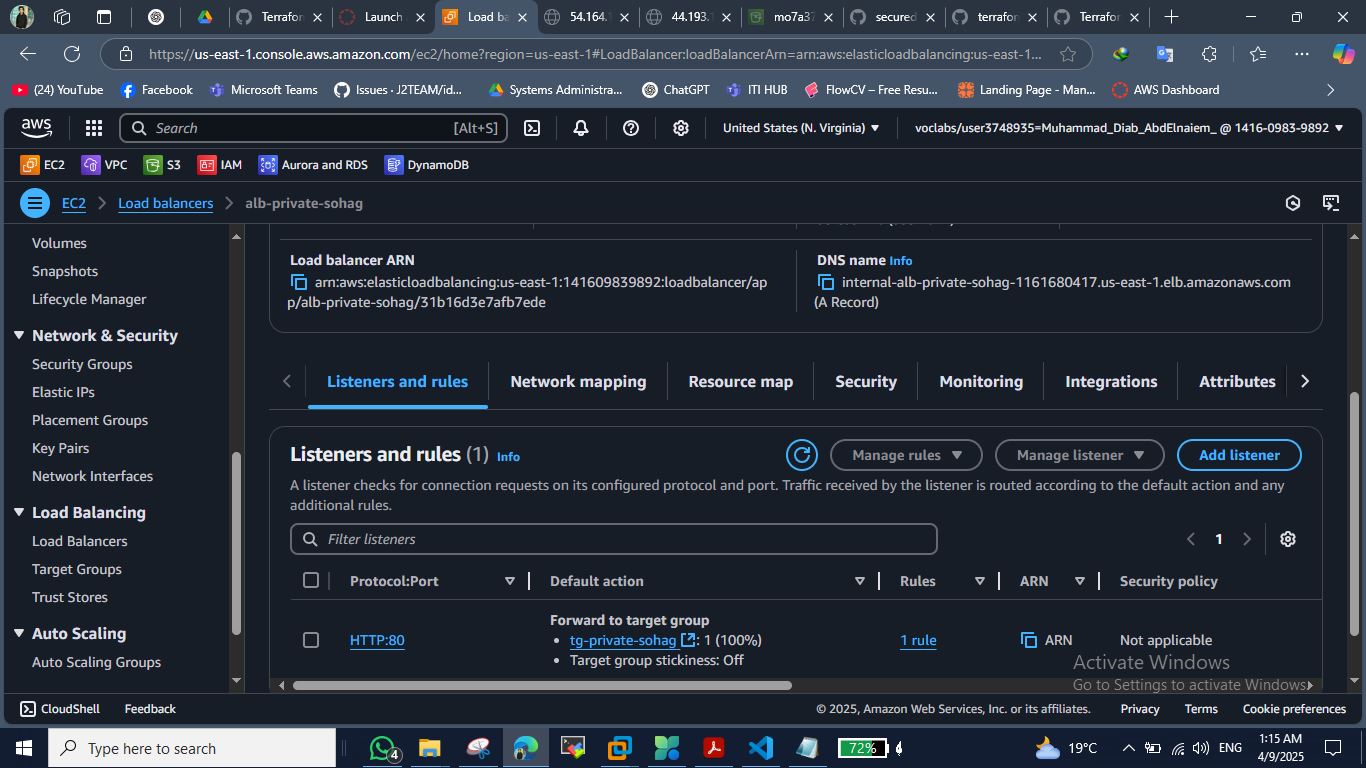 Terrafon
Launch
Load ba
54.164.
44.193.
mo7a37
secured
terrafon
Terrafor
https://us-east-1.console.aws.amazon.com/ec2/home?region=us-east-1#LoadBalancer:loadBalancerArn=arn:aws:elasticloadbalancing:us-east-1...
(24) YouTube
Facebook
Microsoft Teams
Issues · J2TEAM/id...
Systems Administra...
ChatGPT
ITI HUB
FlowCV – Free Resu...
Landing Page - Man...
AWS Dashboard
aws
Search
[Alt+S]
United States (N. Virginia)
voclabs/user3748935=Muhammad_Diab_AbdElnaiem_ @ 1416-0983-9892
EC2
VPC
S3
IAM
Aurora and RDS
DynamoDB
EC2
Load balancers
alb-private-sohag
Volumes
Snapshots
Lifecycle Manager
Network & Security
Security Groups
Elastic IPs
Placement Groups
Key Pairs
Network Interfaces
Load Balancing
Load Balancers
Target Groups
Trust Stores
Auto Scaling
Auto Scaling Groups
Load balancer ARN
arn:aws:elasticloadbalancing:us-east-1:141609839892:loadbalancer/ap
p/alb-private-sohag/31b16d3e7afb7ede
DNS name Info
internal-alb-private-sohag-1161680417.us-east-1.elb.amazonaws.com
(A Record)
Listeners and rules
Network mapping
Resource map
Security
Monitoring
Integrations
Attributes
Listeners and rules (1) Info
Manage rules
Manage listener
Add listener
A listener checks for connection requests on its configured protocol and port. Traffic received by the listener is routed according to the default action and any
additional rules.
Filter listeners
1
Protocol:Port
Default action
Rules
ARN
Security policy
HTTP:80
Forward to target group
• tg-private-sohag : 1 (100%)
• Target group stickiness: Off
1 rule
ARN
Not applicable
Activate Windows
Go to Settings to activate Windows.
CloudShell
Feedback
© 2025, Amazon Web Services, Inc. or its affiliates.
Privacy
Terms
Cookie preferences
Type here to search
4
72%
19°C
ENG
1:15 AM
4/9/2025